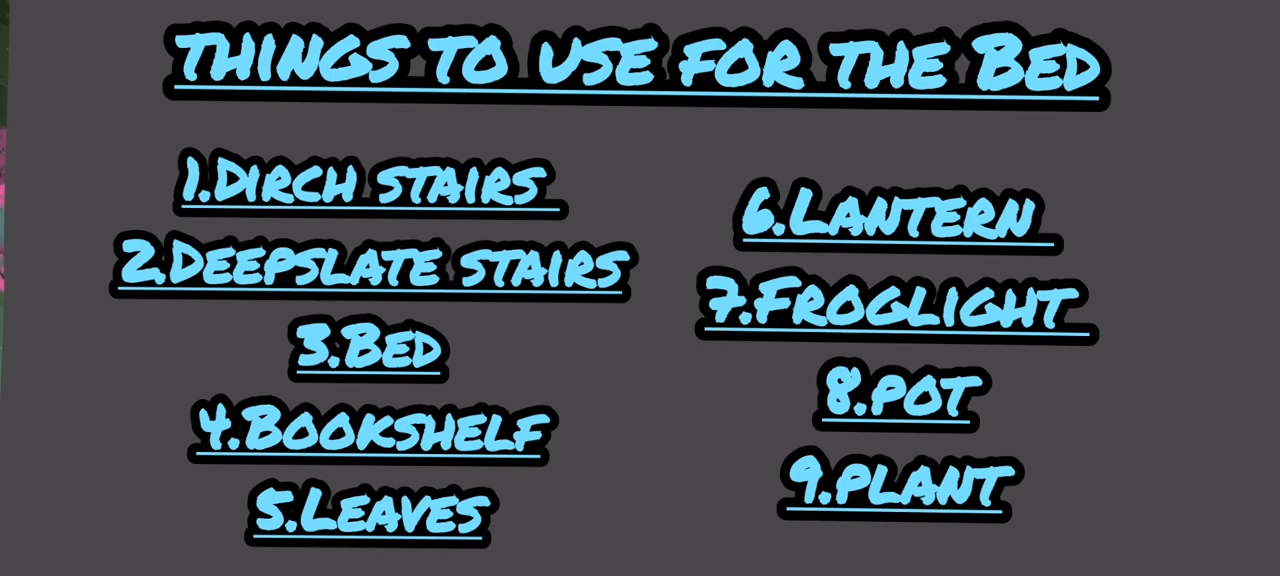 THINGS TO USE FOR THE BED
1.DIRCH STAIRS
2.DEEPSLATE STAIRS
3.BED
4.BOOKSHELF
5.LEAVES
6.LANTERN
7.FROGLIGHT
8.POT
9.PLANT